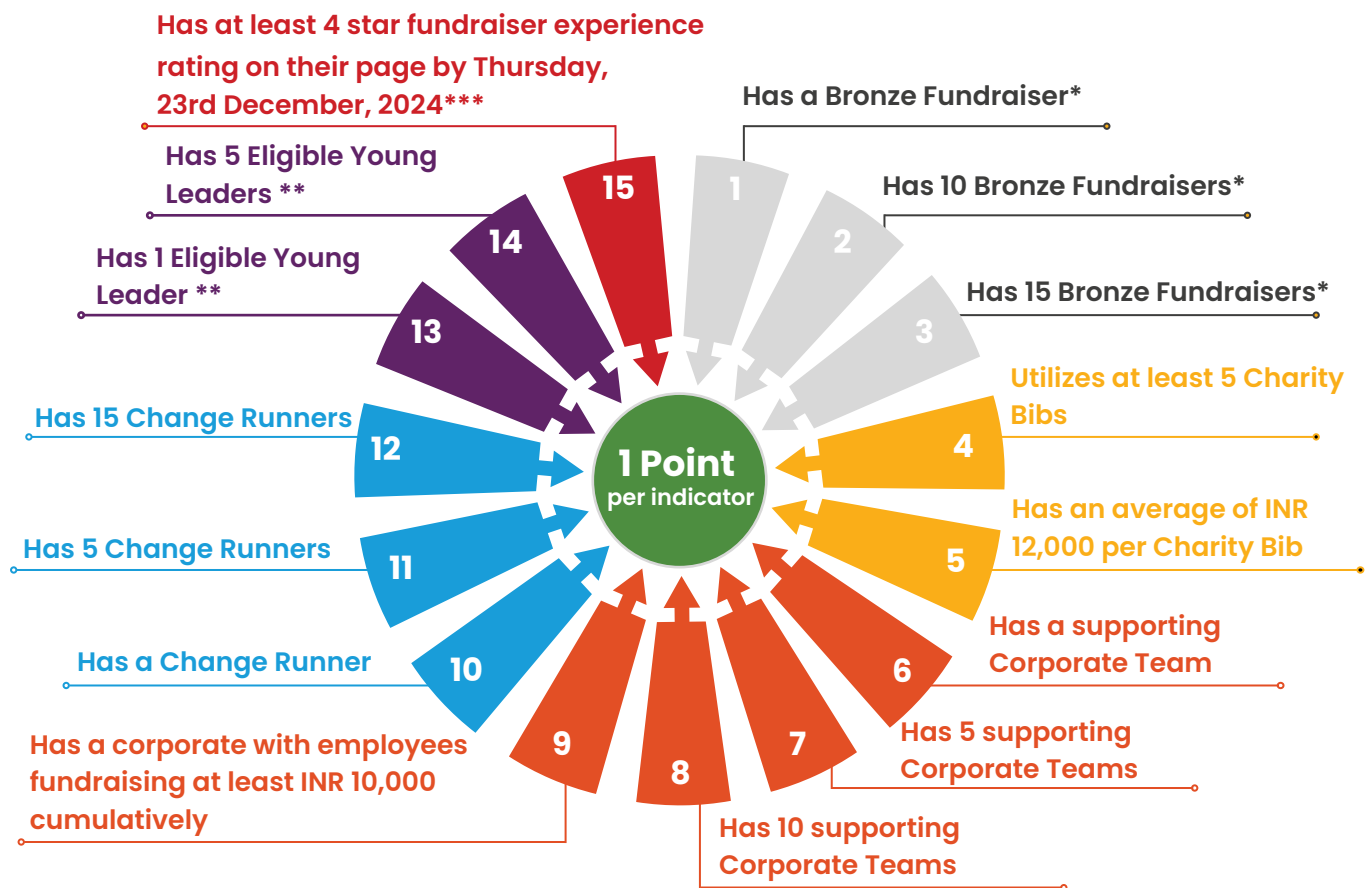 Has at least 4 star fundraiser experience
rating on their page by Thursday,
23rd December, 2024***
Has a Bronze Fundraiser*
Has 5 Eligible Young
Leaders **
Has 10 Bronze Fundraisers*
Has 1 Eligible Young
Leader **
Has 15 Bronze Fundraisers*
Utilizes at least 5 Charity
Bibs
Has 15 Change Runners
Has an average of INR
12,000 per Charity Bib
Has 5 Change Runners
Has a supporting
Corporate Team
Has a Change Runner
Has 5 supporting
Corporate Teams
Has a corporate with employees
fundraising at least INR 10,000
cumulatively
Has 10 supporting
Corporate Teams
1
2
3
4
5
6
7
8
9
10
11
12
13
14
15
1 Point
per indicator